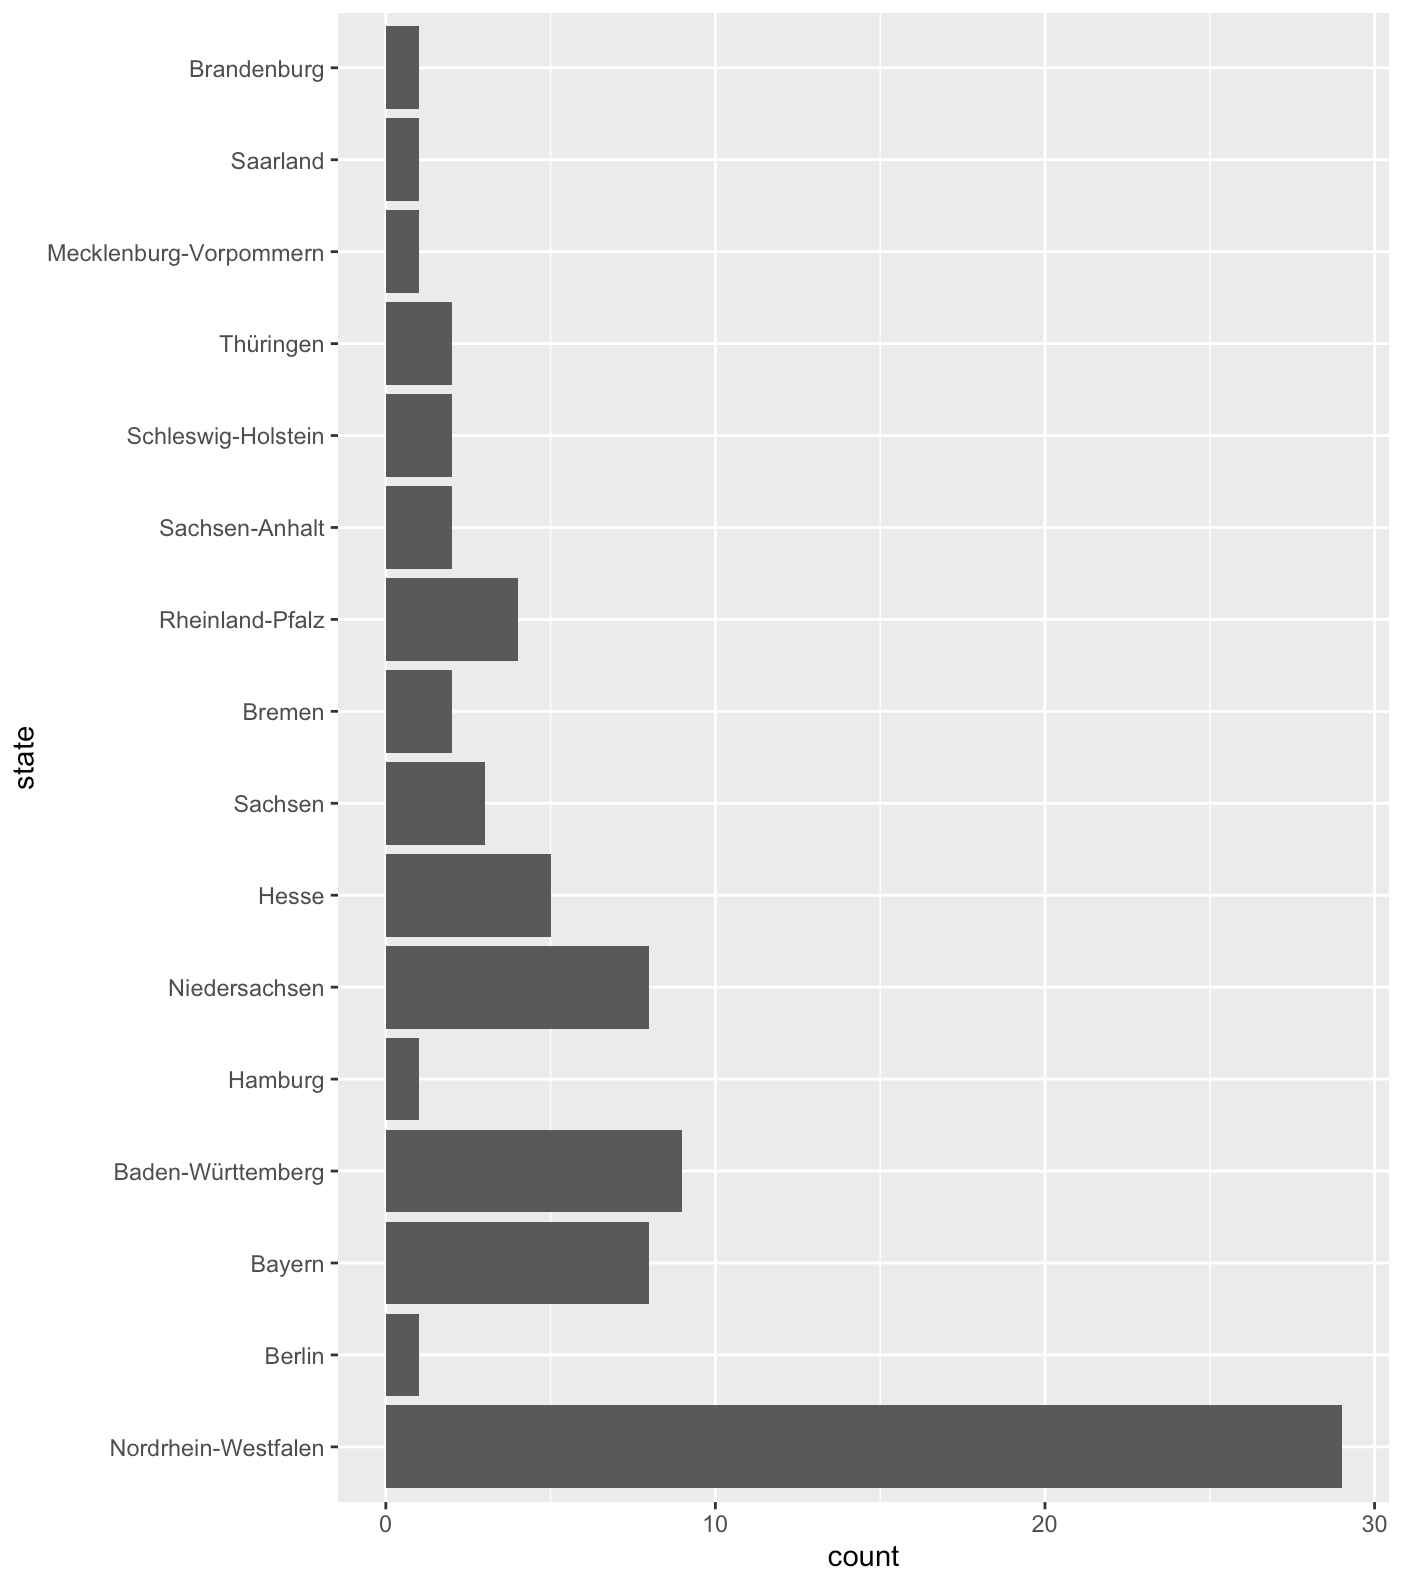 Brandenburg
Saarland
Mecklenburg-Vorpommern
Thüringen
Schleswig-Holstein
Sachsen-Anhalt
Rheinland-Pfalz
Bremen
state
Sachsen
Hesse
Niedersachsen
Hamburg
Baden-Württemberg
Bayern
Berlin
Nordrhein-Westfalen
0 10 20 30
count